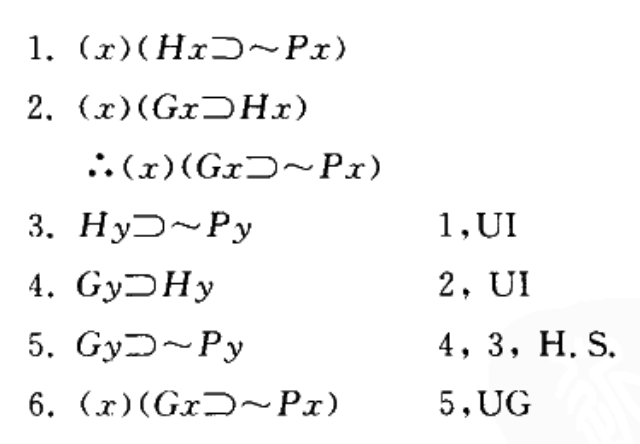 1. (x)(Hx⊃~Px)
2. (x)(Gx⊃Hx)
∴(x)(Gx⊃~Px)
3. Hy⊃~Py 1,UI
4. Gy⊃Hy 2, UI
5. Gy⊃~Py 4, 3, H. S.
6. (x)(Gx⊃~Px) 5,UG